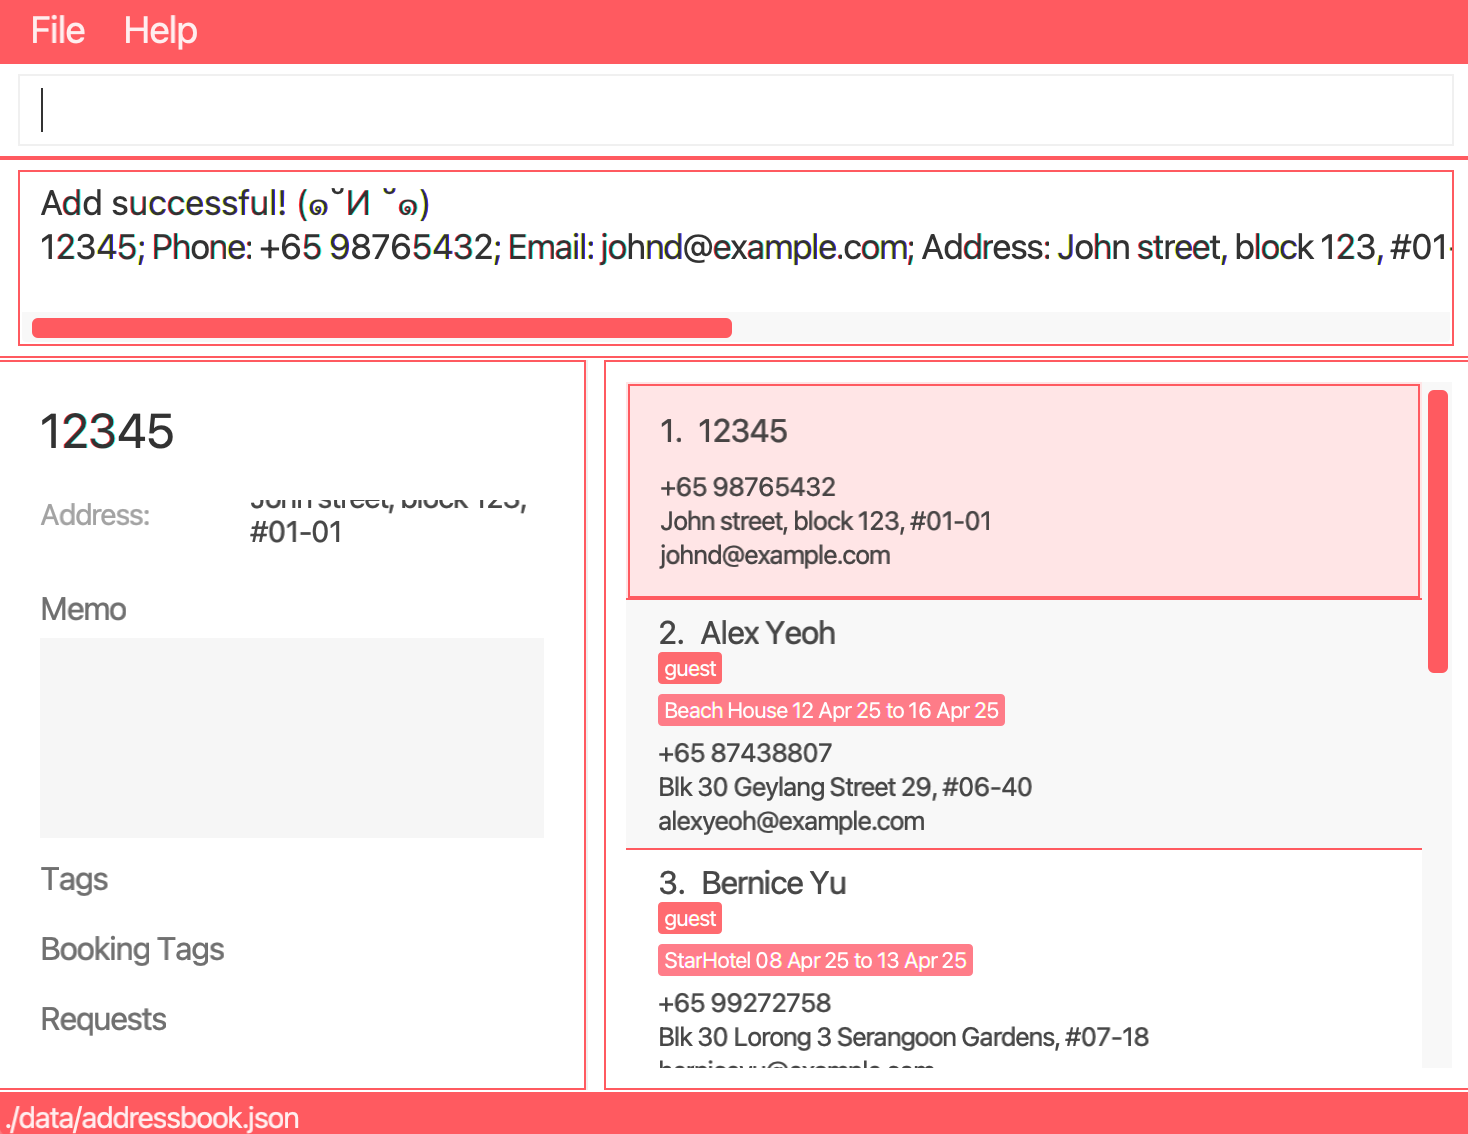 File Help
Add successful! (๑˘И ˘๑)
12345; Phone: +65 98765432; Email: johnd@example.com; Address: John street, block 123, #01-
12345
Address: John street, block 123,
#01-01
Memo
Tags
Booking Tags
Requests
1. 12345
+65 98765432
John street, block 123, #01-01
johnd@example.com
2. Alex Yeoh
guest
Beach House 12 Apr 25 to 16 Apr 25
+65 87438807
Blk 30 Geylang Street 29, #06-40
alexyeoh@example.com
3. Bernice Yu
guest
StarHotel 08 Apr 25 to 13 Apr 25
+65 99272758
Blk 30 Lorong 3 Serangoon Gardens, #07-18
./data/addressbook.json